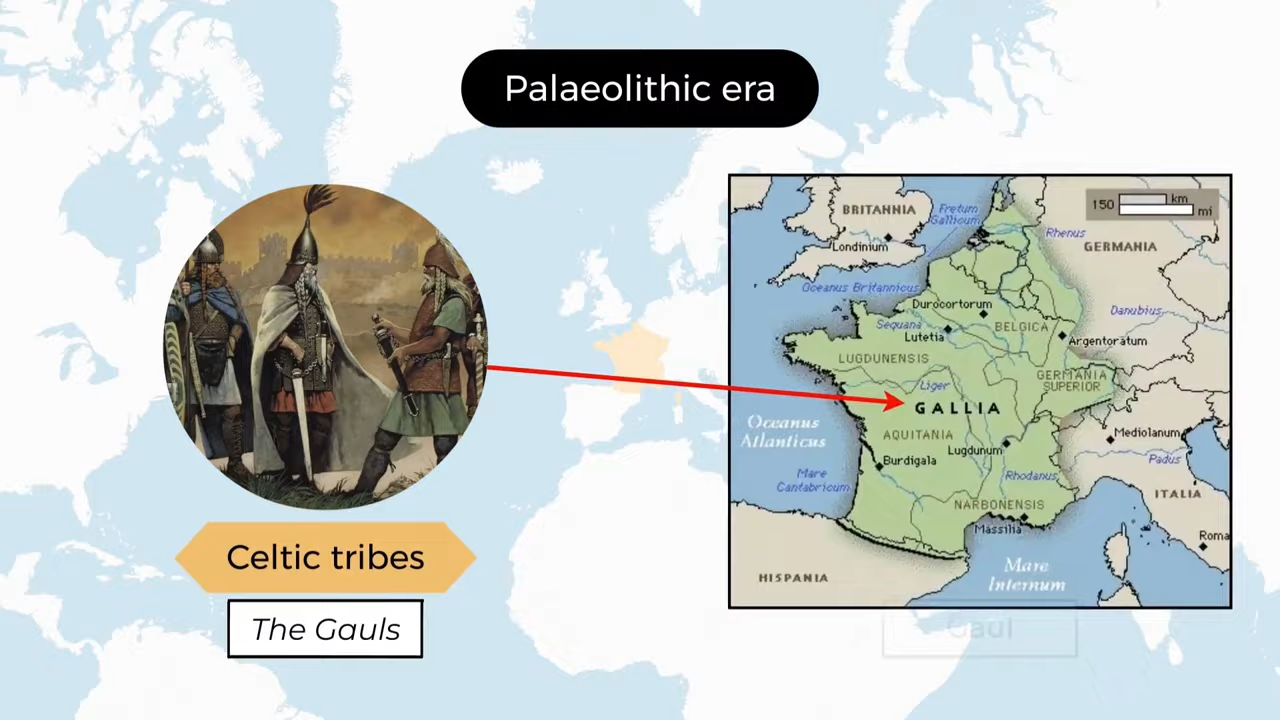 Palaeolithic era
150 km
mi
BRITANNIA
Fretum
Gallicum
Rhenus
Londinium
GERMANIA
Oceanus Britannicus
Durocortorum
Danubius
Sequana
BELGICA
Lutetia
Argentoratum
LUGDUNENSIS
GERMANIA
SUPERIOR
Liger
GALLIA
Oceanus
Atlanticus
AQUITANIA
Mediolanum
Lugdunum
Padus
Burdigala
Mare
Cantabricum
Rhodanus
ITALIA
NARBONENSIS
Massilia
Roma
HISPANIA
Mare
Internum
Celtic tribes
The Gauls
Gaul